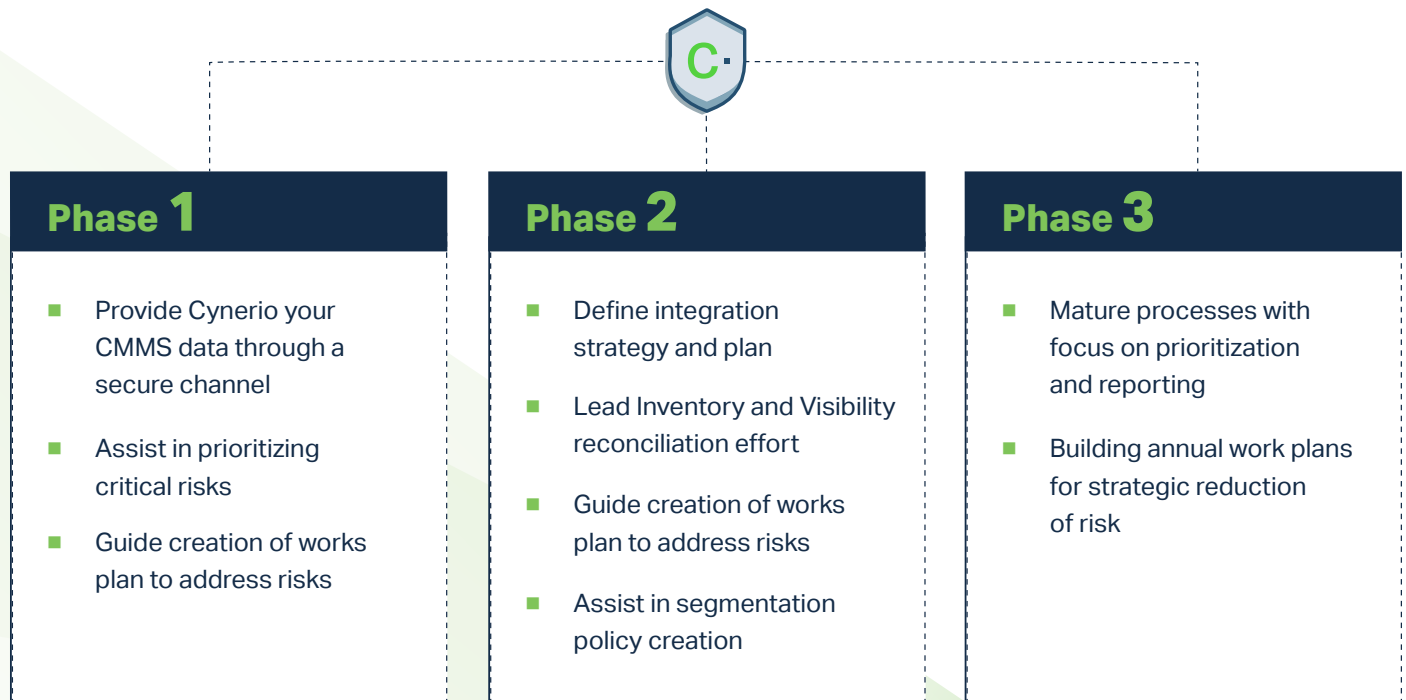 C
Phase 1
Provide Cynerio your
CMMS data through a
secure channel
Assist in prioritizing
critical risks
Guide creation of works
plan to address risks
Phase 2
Define integration
strategy and plan
Lead Inventory and Visibility
reconciliation effort
Guide creation of works
plan to address risks
Assist in segmentation
policy creation
Phase 3
Mature processes with
focus on prioritization
and reporting
Building annual work plans
for strategic reduction
of risk